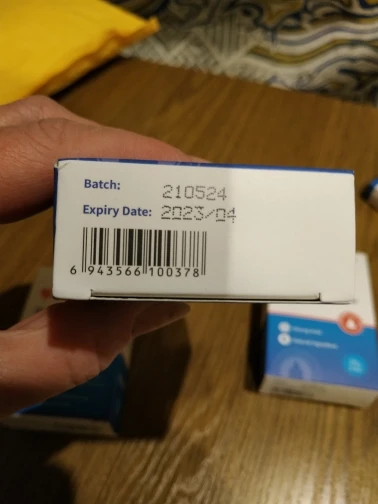 Batch: 210524
Expiry Date: 2023/04
6 943566 100378